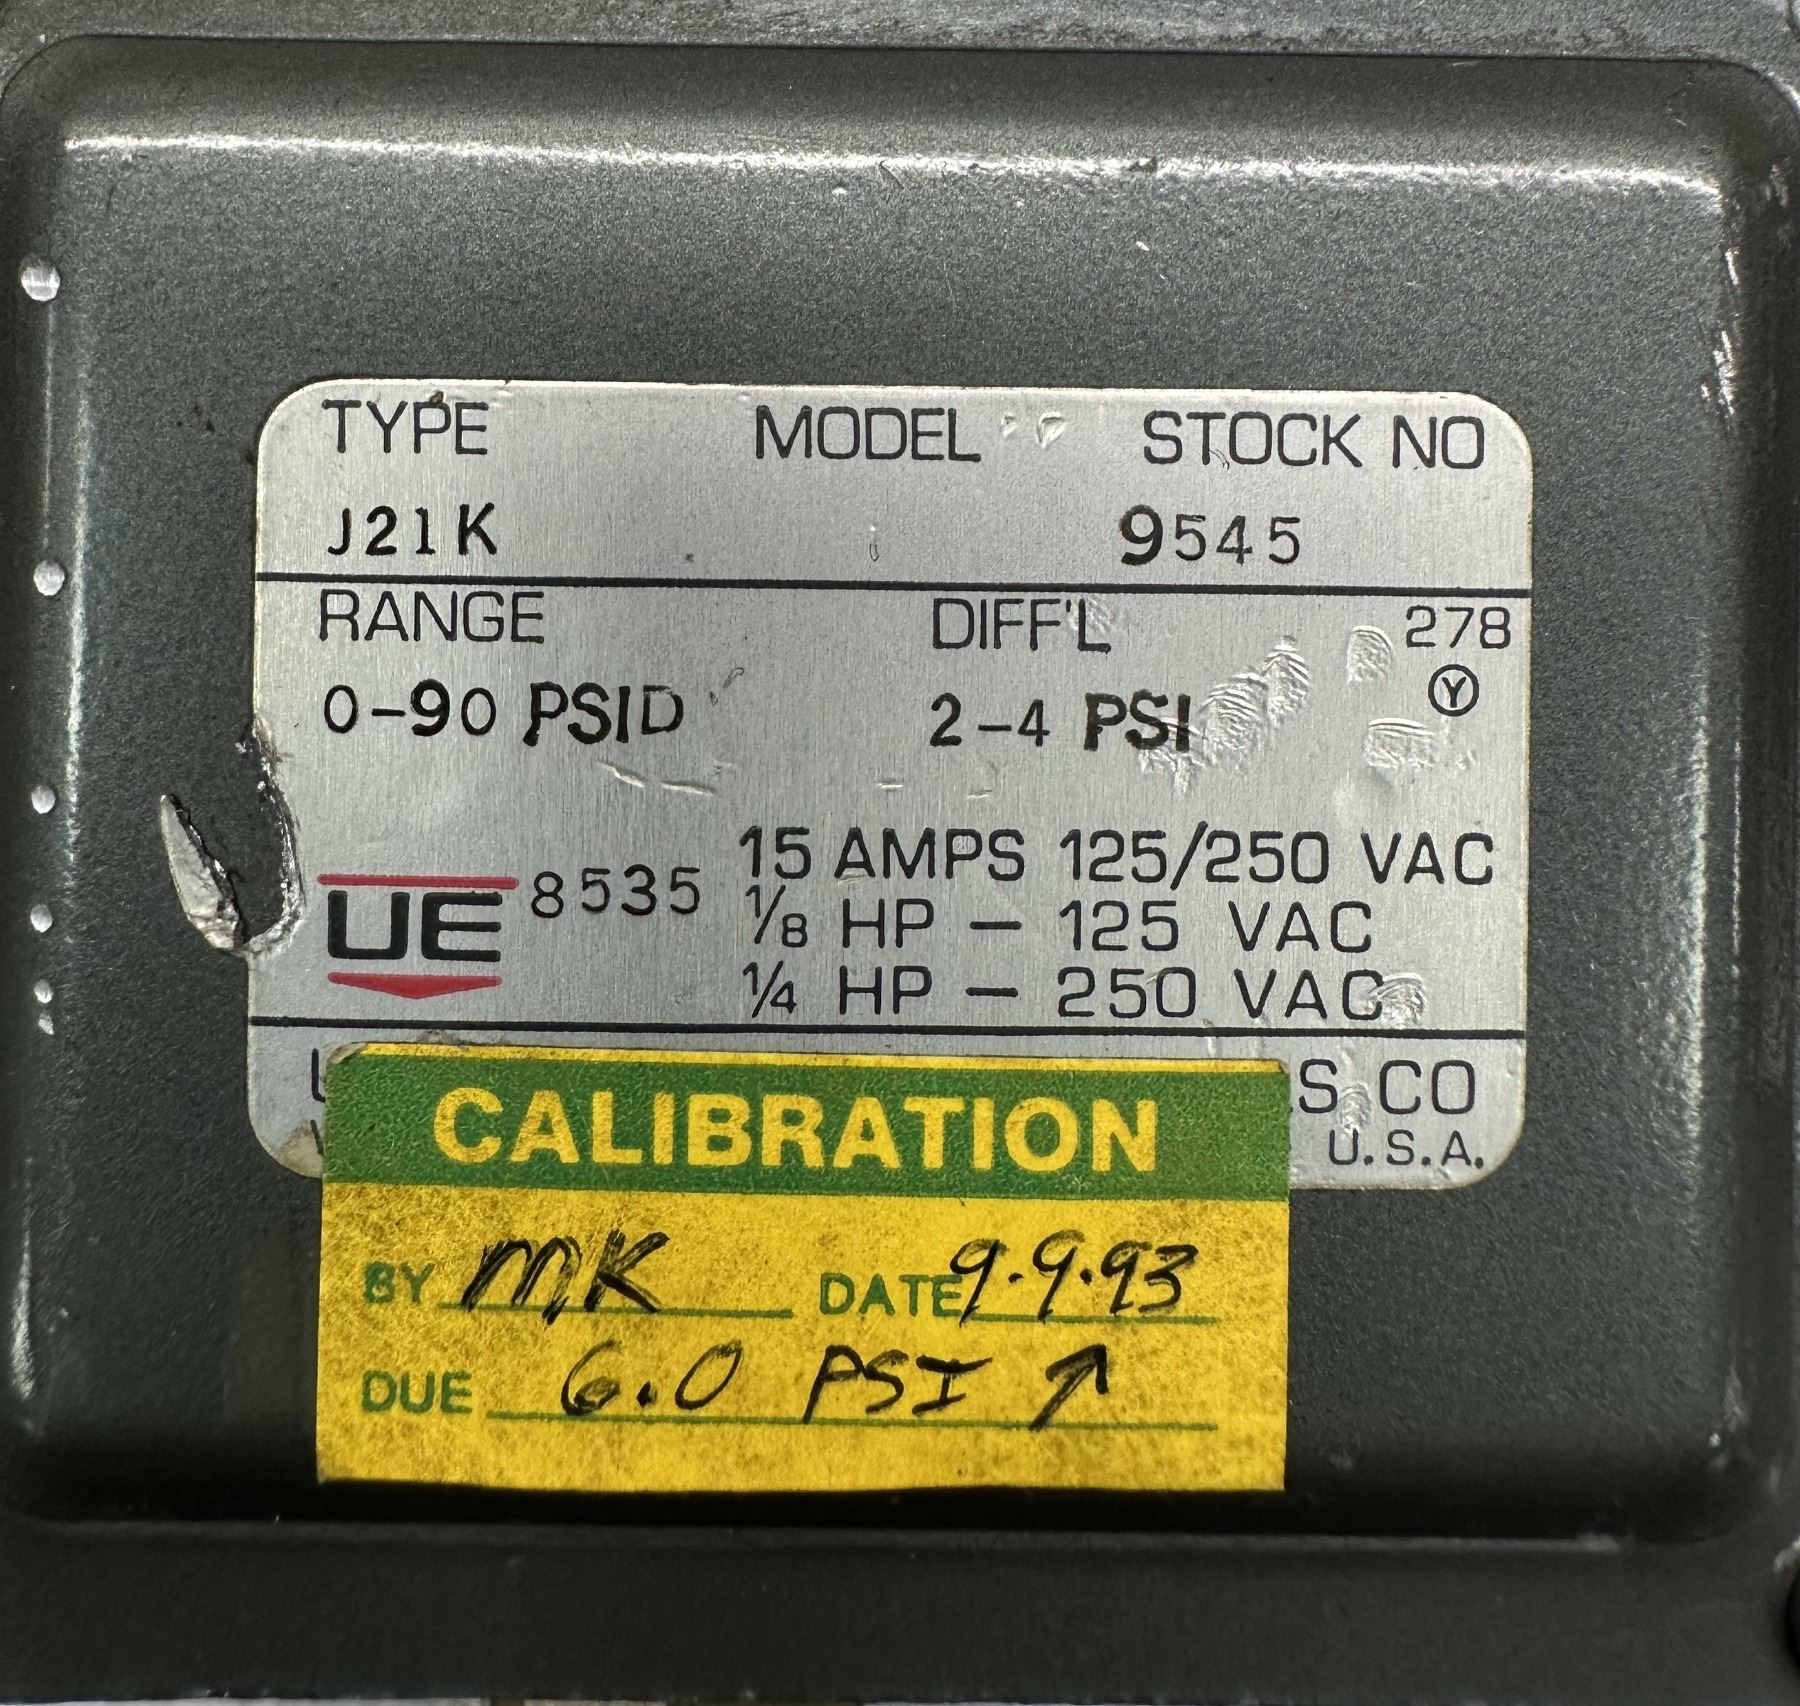 TYPE MODEL STOCK NO
J21K 9545
RANGE DIFF'L 278
0-90 PSID 2-4 PSI Y
UE 8535 15 AMPS 125/250 VAC
1/8 HP - 125 VAC
1/4 HP - 250 VAC
S CO
U.S.A.
CALIBRATION
BY MK DATE 9.9.93
DUE 6.0 PSI ↑